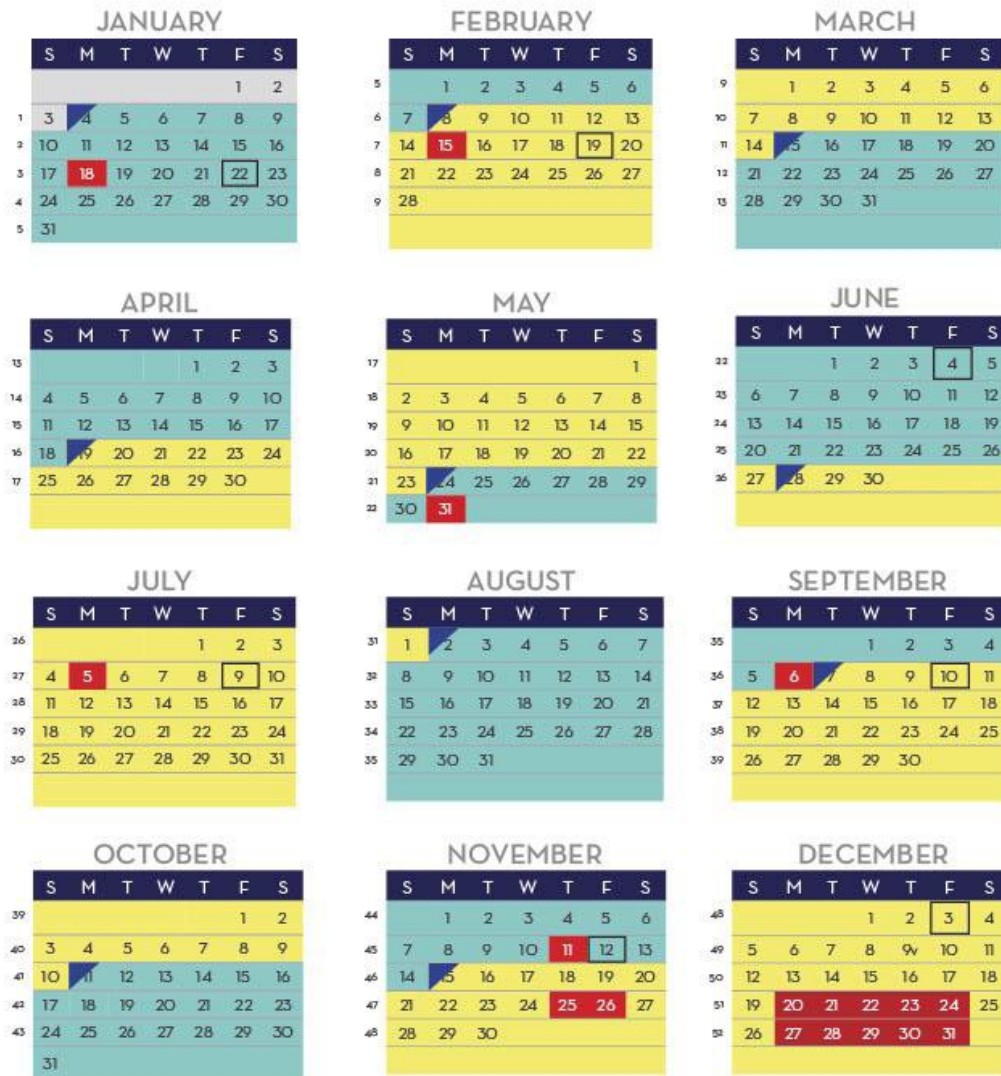 JANUARY
S M T W T F S
1 2
1 3 4 5 6 7 8 9
2 10 11 12 13 14 15 16
3 17 18 19 20 21 22 23
4 24 25 26 27 28 29 30
5 31
FEBRUARY
S M T W T F S
5 1 2 3 4 5 6
6 7 8 9 10 11 12 13
7 14 15 16 17 18 19 20
8 21 22 23 24 25 26 27
9 28
MARCH
S M T W T F S
9 1 2 3 4 5 6
10 7 8 9 10 11 12 13
11 14 15 16 17 18 19 20
12 21 22 23 24 25 26 27
13 28 29 30 31
APRIL
S M T W T F S
13 1 2 3
14 4 5 6 7 8 9 10
15 11 12 13 14 15 16 17
16 18 19 20 21 22 23 24
17 25 26 27 28 29 30
MAY
S M T W T F S
17 1
18 2 3 4 5 6 7 8
19 9 10 11 12 13 14 15
20 16 17 18 19 20 21 22
21 23 24 25 26 27 28 29
22 30 31
JUNE
S M T W T F S
22 1 2 3 4 5
23 6 7 8 9 10 11 12
24 13 14 15 16 17 18 19
25 20 21 22 23 24 25 26
26 27 28 29 30
JULY
S M T W T F S
26 1 2 3
27 4 5 6 7 8 9 10
28 11 12 13 14 15 16 17
29 18 19 20 21 22 23 24
30 25 26 27 28 29 30 31
AUGUST
S M T W T F S
31 1 2 3 4 5 6 7
32 8 9 10 11 12 13 14
33 15 16 17 18 19 20 21
34 22 23 24 25 26 27 28
35 29 30 31
SEPTEMBER
S M T W T F S
35 1 2 3 4
36 5 6 7 8 9 10 11
37 12 13 14 15 16 17 18
38 19 20 21 22 23 24 25
39 26 27 28 29 30
OCTOBER
S M T W T F S
39 1 2
40 3 4 5 6 7 8 9
41 10 11 12 13 14 15 16
42 17 18 19 20 21 22 23
43 24 25 26 27 28 29 30
31
NOVEMBER
S M T W T F S
44 1 2 3 4 5 6
45 7 8 9 10 11 12 13
46 14 15 16 17 18 19 20
47 21 22 23 24 25 26 27
48 28 29 30
DECEMBER
S M T W T F S
48 1 2 3 4
49 5 6 7 8 9v 10 11
50 12 13 14 15 16 17 18
51 19 20 21 22 23 24 25
52 26 27 28 29 30 31